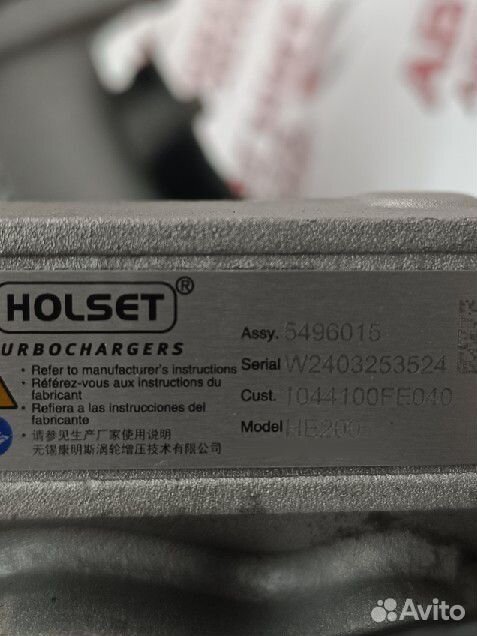 HOLSET®
URBOCHARGERS
Assy. 5496015
Serial W2403253524
Cust. 1044100FE040
Model HE200
• Refer to manufacturer's instructions
• Référez-vous aux instructions du
fabricant
• Refiera a las instrucciones del
fabricante
• 请参见生产厂家使用说明
无锡康明斯涡轮增压技术有限公司
Avito